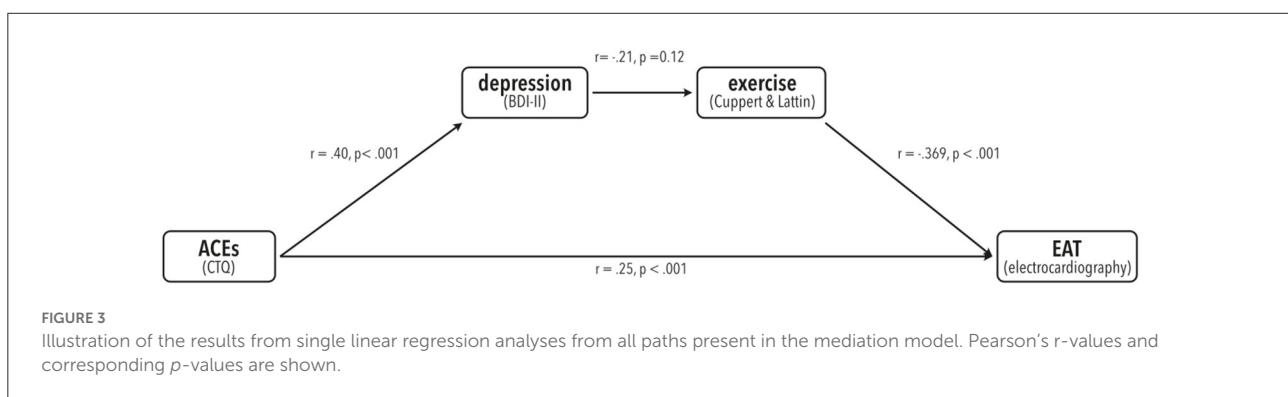 r= -.21, p =0.12
depression
(BDI-II)
exercise
(Cuppert & Lattin)
r = .40, p< .001
r= -.369, p < .001
ACEs
(CTQ)
EAT
(electrocardiography)
r = .25, p < .001
FIGURE 3
Illustration of the results from single linear regression analyses from all paths present in the mediation model. Pearson’s r-values and
corresponding p-values are shown.